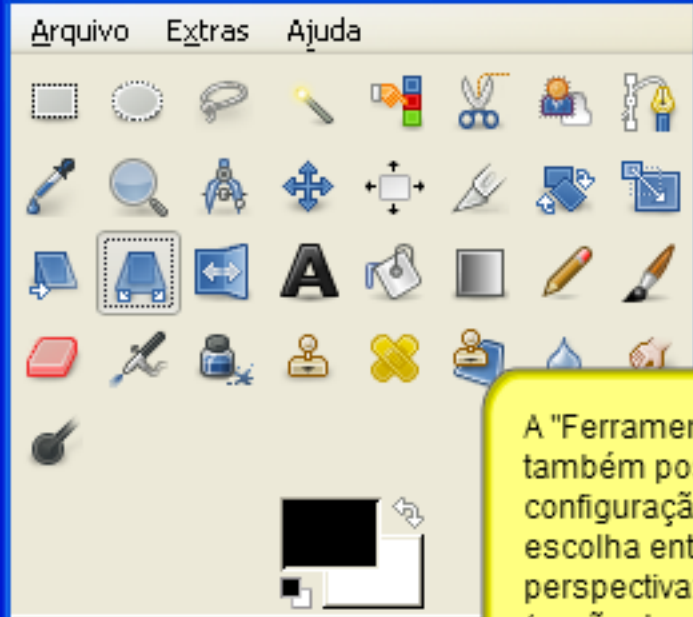 Arquivo Extras Ajuda
A "Ferramen
também po
configuraçã
escolha ent
perspectiva